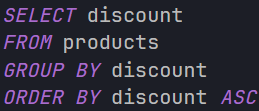 SELECT discount
FROM products
GROUP BY discount
ORDER BY discount ASC